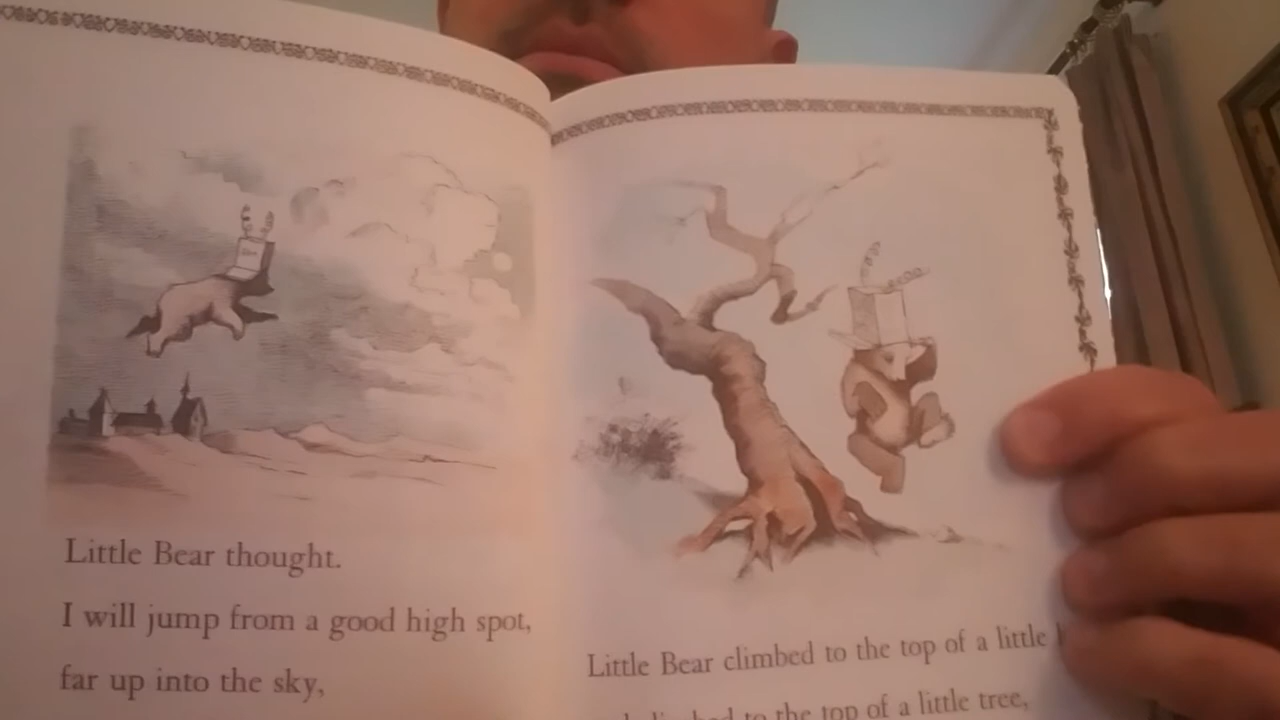 Little Bear thought.
I will jump from a good high spot,
far up into the sky,
Little Bear climbed to the top of a little
to the top of a little tree,